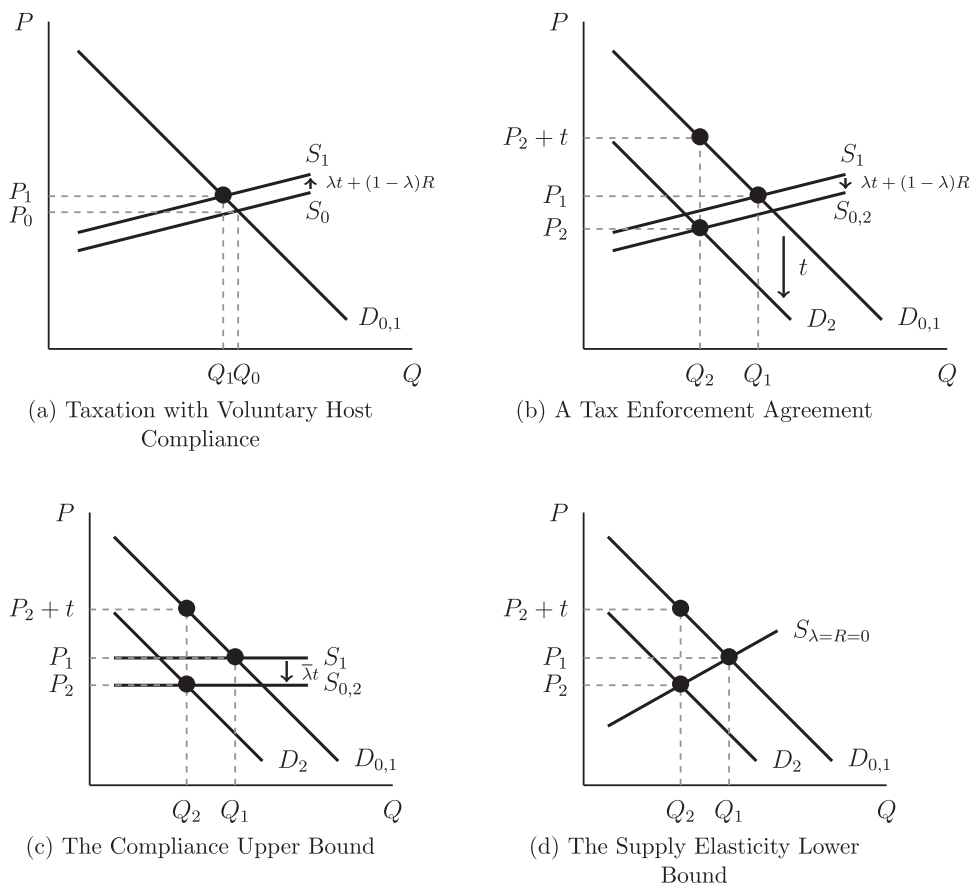 P
S₁
λt + (1 − λ)R
P₁
P₀
S₀
D₀,₁
Q₁Q₀
Q
(a) Taxation with Voluntary Host
Compliance
P
P₂ + t
S₁
λt + (1 − λ)R
P₁
S₀,₂
P₂
t
D₂
D₀,₁
Q₂
Q₁
Q
(b) A Tax Enforcement Agreement
P
P₂ + t
P₁
S₁
λ̅t
P₂
S₀,₂
D₂
D₀,₁
Q₂
Q₁
Q
(c) The Compliance Upper Bound
P
P₂ + t
S_{λ=R=0}
P₁
P₂
D₂
D₀,₁
Q₂
Q₁
Q
(d) The Supply Elasticity Lower
Bound